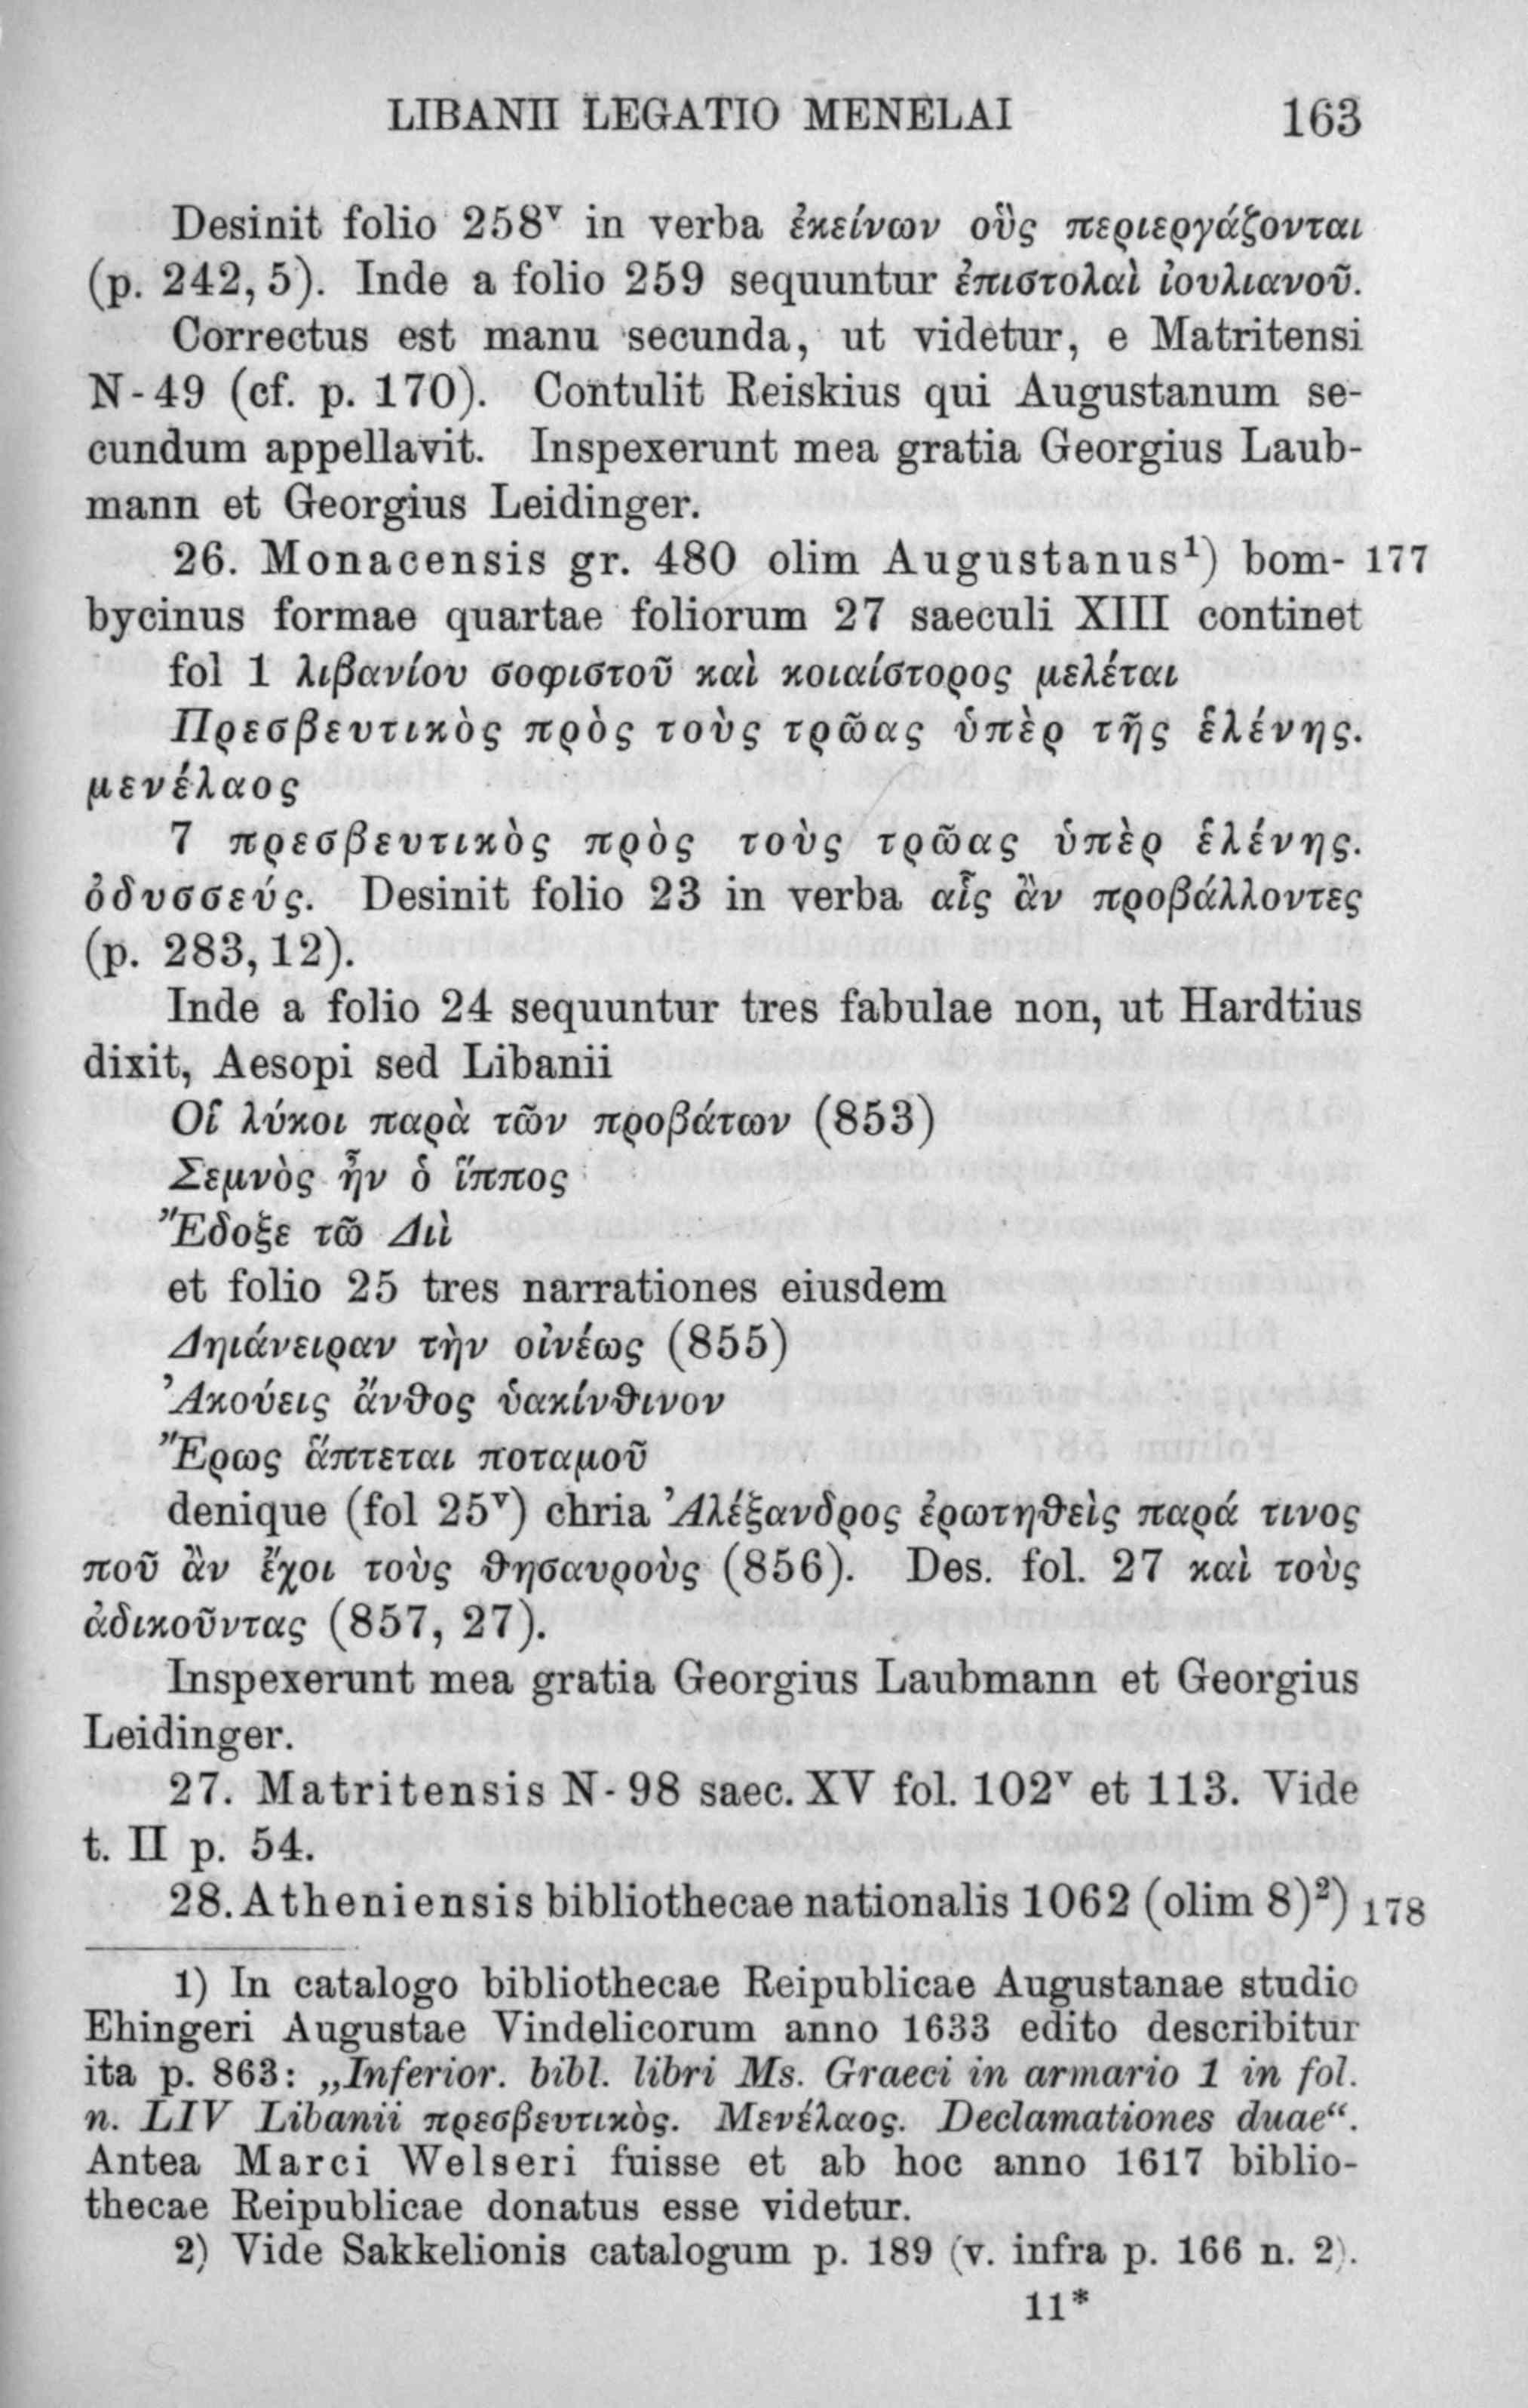 LIBANII LEGATIO MENELAI 163
Desinit folio 258ᵛ in verba ἐκείνων οὓς περιεργάζονται
(p. 242, 5). Inde a folio 259 sequuntur ἐπιστολαὶ ἰουλιανοῦ.
Correctus est manu secunda, ut videtur, e Matritensi
N-49 (cf. p. 170). Contulit Reiskius qui Augustanum se-
cundum appellavit. Inspexerunt mea gratia Georgius Laub-
mann et Georgius Leidinger.
26. Monacensis gr. 480 olim Augustanus¹) bom- 177
bycinus formae quartae foliorum 27 saeculi XIII continet
fol 1 λιβανίου σοφιστοῦ καὶ κοιαίστορος μελέται
Πρεσβευτικὸς πρὸς τοὺς τρῶας ὑπὲρ τῆς ἑλένης.
μενέλαος
7 πρεσβευτικὸς πρὸς τοὺς τρῶας ὑπὲρ ἑλένης.
ὀδυσσεύς. Desinit folio 23 in verba αἷς ἂν προβάλλοντες
(p. 283, 12).
Inde a folio 24 sequuntur tres fabulae non, ut Hardtius
dixit, Aesopi sed Libanii
Οἱ λύκοι παρὰ τῶν προβάτων (853)
Σεμνὸς ἦν ὁ ἵππος
Ἔδοξε τῶ Διὶ
et folio 25 tres narrationes eiusdem
Δηιάνειραν τὴν οἰνέως (855)
Ἀκούεις ἄνθος ὑακίνθινον
Ἔρως ἅπτεται ποταμοῦ
denique (fol 25ᵛ) chria Ἀλέξανδρος ἐρωτηθεὶς παρά τινος
ποῦ ἂν ἔχοι τοὺς θησαυροὺς (856). Des. fol. 27 καὶ τοὺς
ἀδικοῦντας (857, 27).
Inspexerunt mea gratia Georgius Laubmann et Georgius
Leidinger.
27. Matritensis N-98 saec. XV fol. 102ᵛ et 113. Vide
t. II p. 54.
28. Atheniensis bibliothecae nationalis 1062 (olim 8)²) 178
1) In catalogo bibliothecae Reipublicae Augustanae studio
Ehingeri Augustae Vindelicorum anno 1633 edito describitur
ita p. 863: „Inferior. bibl. libri Ms. Graeci in armario 1 in fol.
n. LIV Libanii πρεσβευτικὸς. Μενέλαος. Declamationes duae“.
Antea Marci Welseri fuisse et ab hoc anno 1617 biblio-
thecae Reipublicae donatus esse videtur.
2) Vide Sakkelionis catalogum p. 189 (v. infra p. 166 n. 2).
11*